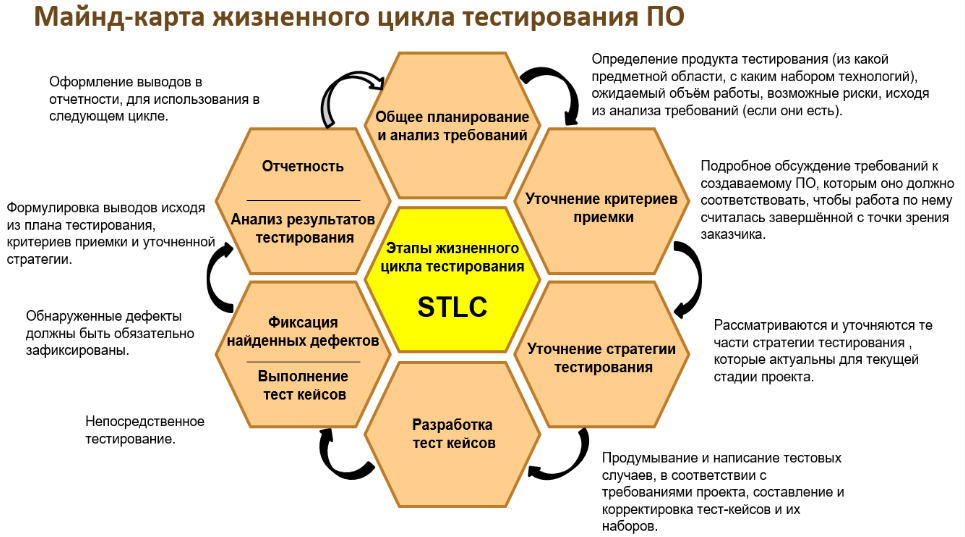 Майнд-карта жизненного цикла тестирования ПО
Оформление выводов в
отчетности, для использования в
следующем цикле.
Общее планирование
и анализ требований
Определение продукта тестирования (из какой
предметной области, с каким набором технологий),
ожидаемый объём работы, возможные риски, исходя
из анализа требований (если они есть).
Отчетность
Анализ результатов
тестирования
Уточнение критериев
приемки
Подробное обсуждение требований к
создаваемому ПО, которым оно должно
соответствовать, чтобы работа по нему
считалась завершённой с точки зрения
заказчика.
Формулировка выводов исходя
из плана тестирования,
критериев приемки и уточненной
стратегии.
Этапы жизненного
цикла тестирования
STLC
Обнаруженные дефекты
должны быть обязательно
зафиксированы.
Фиксация
найденных дефектов
Выполнение
тест кейсов
Уточнение стратегии
тестирования
Рассматриваются и уточняются те
части стратегии тестирования ,
которые актуальны для текущей
стадии проекта.
Непосредственное
тестирование.
Разработка
тест кейсов
Продумывание и написание тестовых
случаев, в соответствии с
требованиями проекта, составление и
корректировка тест-кейсов и их
наборов.